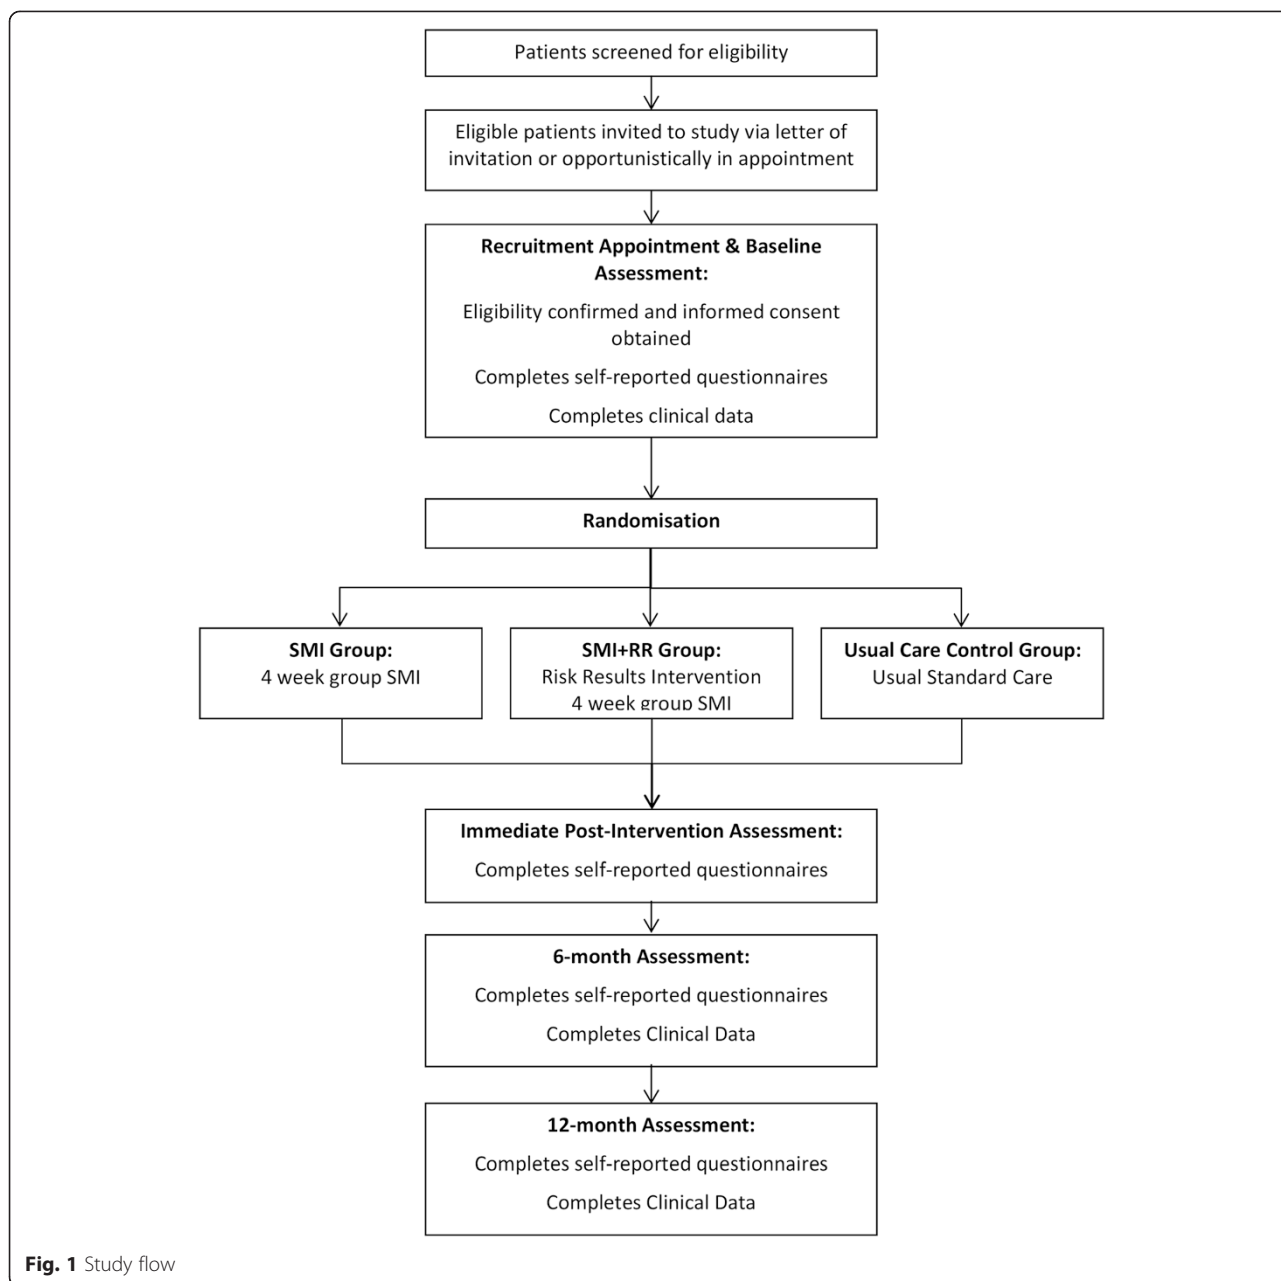 Patients screened for eligibility
Eligible patients invited to study via letter of
invitation or opportunistically in appointment
Recruitment Appointment & Baseline
Assessment:
Eligibility confirmed and informed consent
obtained
Completes self-reported questionnaires
Completes clinical data
Randomisation
SMI Group:
4 week group SMI
SMI+RR Group:
Risk Results Intervention
4 week group SMI
Usual Care Control Group:
Usual Standard Care
Immediate Post-Intervention Assessment:
Completes self-reported questionnaires
6-month Assessment:
Completes self-reported questionnaires
Completes Clinical Data
12-month Assessment:
Completes self-reported questionnaires
Completes Clinical Data
Fig. 1 Study flow